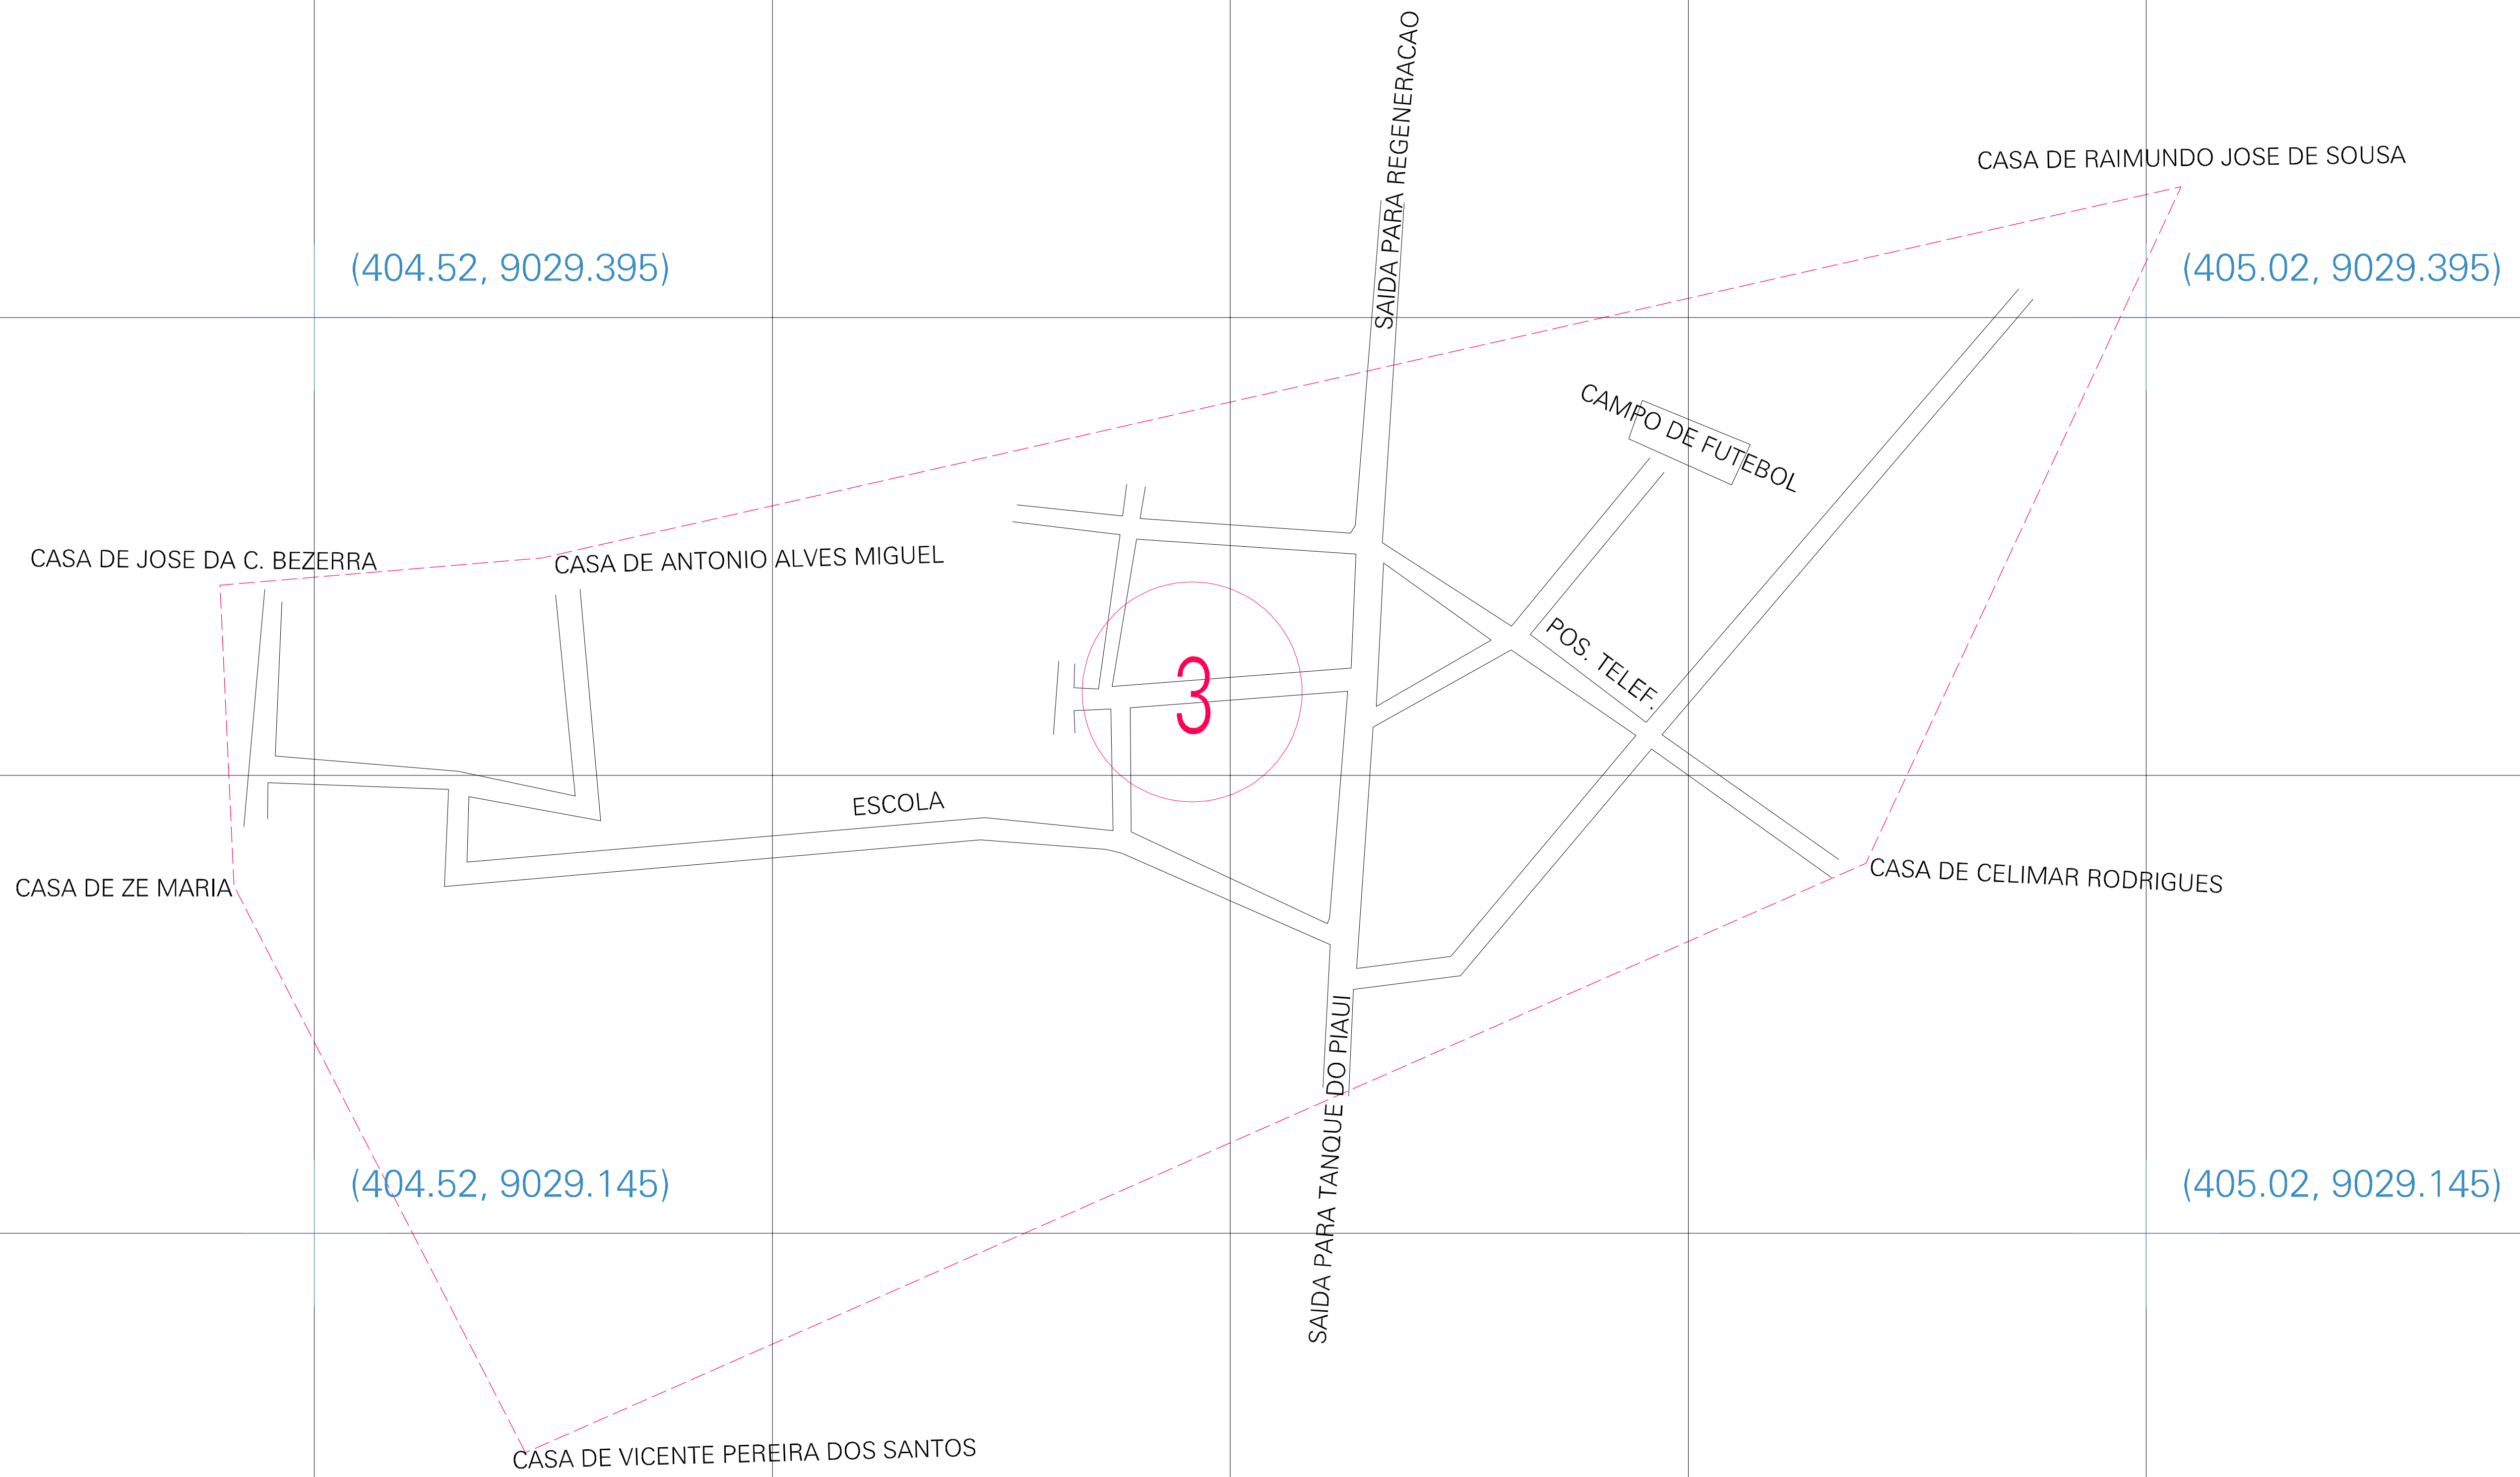 SAIDA PARA REGENERACAO
CASA DE RAIMUNDO JOSE DE SOUSA
(404.52, 9029.395)
(405.02, 9029.395)
CAMPO DE FUTEBOL
CASA DE JOSE DA C. BEZERRA
CASA DE ANTONIO ALVES MIGUEL
POS. TELEF.
3
ESCOLA
CASA DE ZE MARIA
CASA DE CELIMAR RODRIGUES
SAIDA PARA TANQUE DO PIAUI
(404.52, 9029.145)
(405.02, 9029.145)
CASA DE VICENTE PEREIRA DOS SANTOS